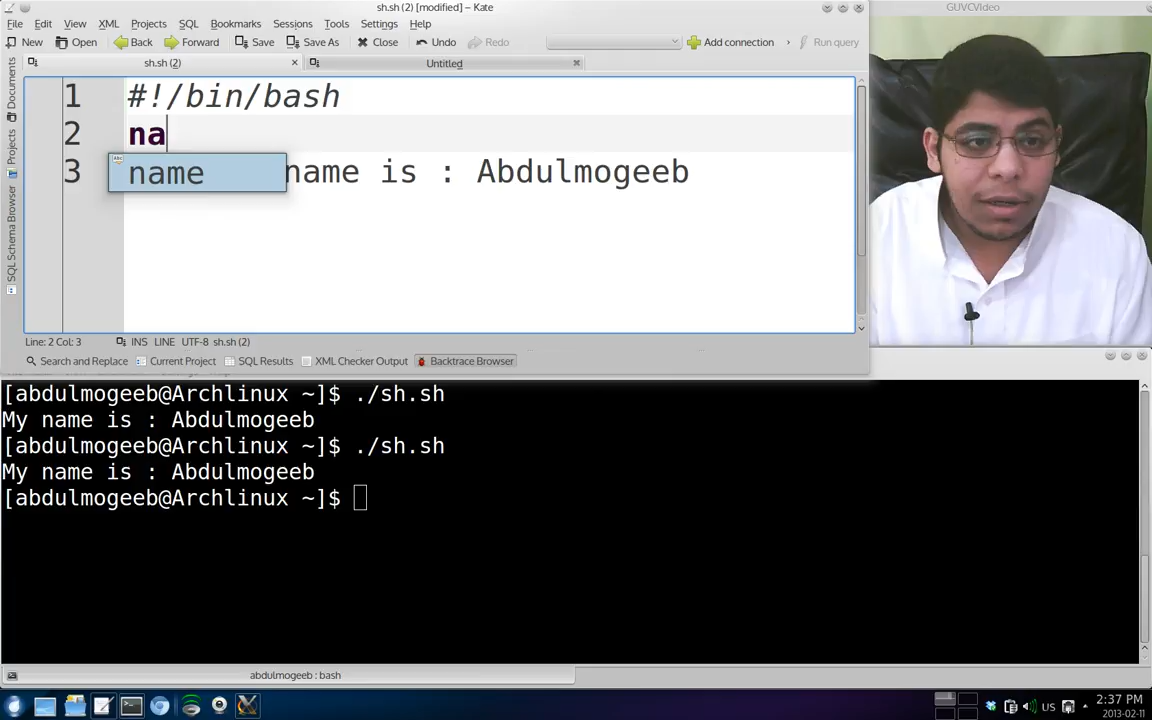 sh.sh (2) [modified] – Kate
GUVCVIdeo
File Edit View XML Projects SQL Bookmarks Sessions Tools Settings Help
New Open Back Forward Save Save As Close Undo Redo Add connection Run query
sh.sh (2) Untitled
Documents
Projects
SQL Schema Browser
1 #!/bin/bash
2 na
name
3 name is : Abdulmogeeb
Line: 2 Col: 3 INS LINE UTF-8 sh.sh (2)
Search and Replace Current Project SQL Results XML Checker Output Backtrace Browser
[abdulmogeeb@Archlinux ~]$ ./sh.sh
My name is : Abdulmogeeb
[abdulmogeeb@Archlinux ~]$ ./sh.sh
My name is : Abdulmogeeb
[abdulmogeeb@Archlinux ~]$
abdulmogeeb : bash
US 2:37 PM
2013-02-11